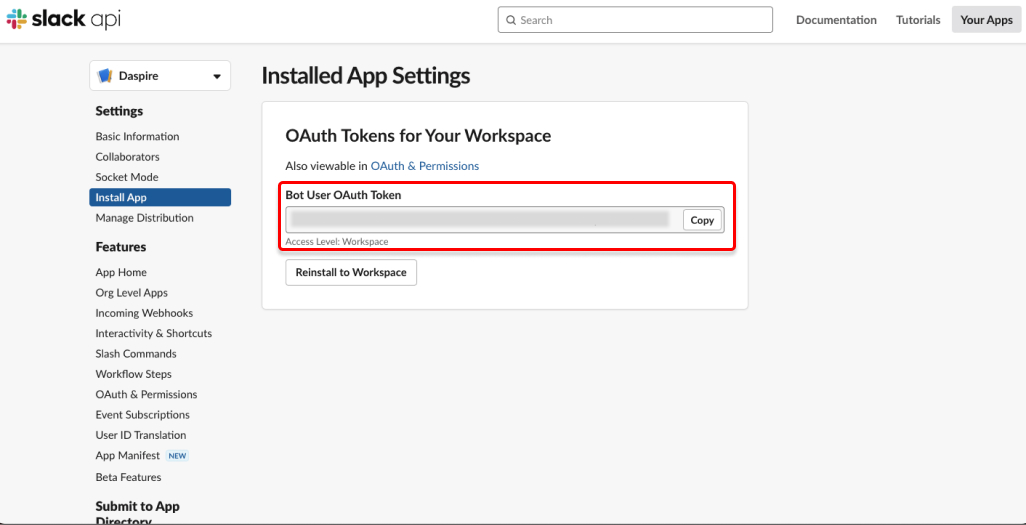 slack api
Search
Documentation
Tutorials
Your Apps
Daspire
Installed App Settings
Settings
Basic Information
Collaborators
Socket Mode
Install App
Manage Distribution
Features
App Home
Org Level Apps
Incoming Webhooks
Interactivity & Shortcuts
Slash Commands
Workflow Steps
OAuth & Permissions
Event Subscriptions
User ID Translation
App Manifest NEW
Beta Features
Submit to App
Directory
OAuth Tokens for Your Workspace
Also viewable in OAuth & Permissions
Bot User OAuth Token
Copy
Access Level: Workspace
Reinstall to Workspace